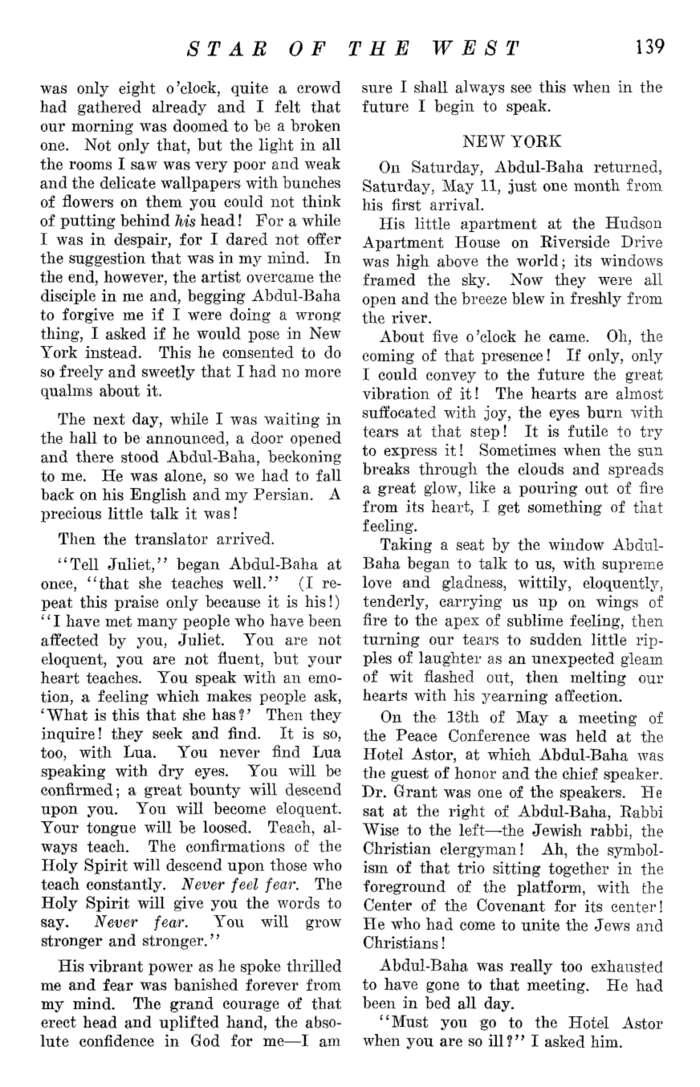 STAR OF THE WEST 139
was only eight o'clock, quite a crowd
had gathered already and I felt that
our morning was doomed to be a broken
one. Not only that, but the light in all
the rooms I saw was very poor and weak
and the delicate wallpapers with bunches
of flowers on them you could not think
of putting behind his head! For a while
I was in despair, for I dared not offer
the suggestion that was in my mind. In
the end, however, the artist overcame the
disciple in me and, begging Abdul-Baha
to forgive me if I were doing a wrong
thing, I asked if he would pose in New
York instead. This he consented to do
so freely and sweetly that I had no more
qualms about it.
The next day, while I was waiting in
the hall to be announced, a door opened
and there stood Abdul-Baha, beckoning
to me. He was alone, so we had to fall
back on his English and my Persian. A
precious little talk it was!
Then the translator arrived.
"Tell Juliet," began Abdul-Baha at
once, "that she teaches well." (I re-
peat this praise only because it is his!)
"I have met many people who have been
affected by you, Juliet. You are not
eloquent, you are not fluent, but your
heart teaches. You speak with an emo-
tion, a feeling which makes people ask,
'What is this that she has?' Then they
inquire! they seek and find. It is so,
too, with Lua. You never find Lua
speaking with dry eyes. You will be
confirmed; a great bounty will descend
upon you. You will become eloquent.
Your tongue will be loosed. Teach, al-
ways teach. The confirmations of the
Holy Spirit will descend upon those who
teach constantly. Never feel fear. The
Holy Spirit will give you the words to
say. Never fear. You will grow
stronger and stronger."
His vibrant power as he spoke thrilled
me and fear was banished forever from
my mind. The grand courage of that
erect head and uplifted hand, the abso-
lute confidence in God for me—I am
sure I shall always see this when in the
future I begin to speak.
NEW YORK
On Saturday, Abdul-Baha returned,
Saturday, May 11, just one month from
his first arrival.
His little apartment at the Hudson
Apartment House on Riverside Drive
was high above the world; its windows
framed the sky. Now they were all
open and the breeze blew in freshly from
the river.
About five o'clock he came. Oh, the
coming of that presence! If only, only
I could convey to the future the great
vibration of it! The hearts are almost
suffocated with joy, the eyes burn with
tears at that step! It is futile to try
to express it! Sometimes when the sun
breaks through the clouds and spreads
a great glow, like a pouring out of fire
from its heart, I get something of that
feeling.
Taking a seat by the window Abdul-
Baha began to talk to us, with supreme
love and gladness, wittily, eloquently,
tenderly, carrying us up on wings of
fire to the apex of sublime feeling, then
turning our tears to sudden little rip-
ples of laughter as an unexpected gleam
of wit flashed out, then melting our
hearts with his yearning affection.
On the 13th of May a meeting of
the Peace Conference was held at the
Hotel Astor, at which Abdul-Baha was
the guest of honor and the chief speaker.
Dr. Grant was one of the speakers. He
sat at the right of Abdul-Baha, Rabbi
Wise to the left—the Jewish rabbi, the
Christian clergyman! Ah, the symbol-
ism of that trio sitting together in the
foreground of the platform, with the
Center of the Covenant for its center!
He who had come to unite the Jews and
Christians!
Abdul-Baha was really too exhausted
to have gone to that meeting. He had
been in bed all day.
"Must you go to the Hotel Astor
when you are so ill?" I asked him.